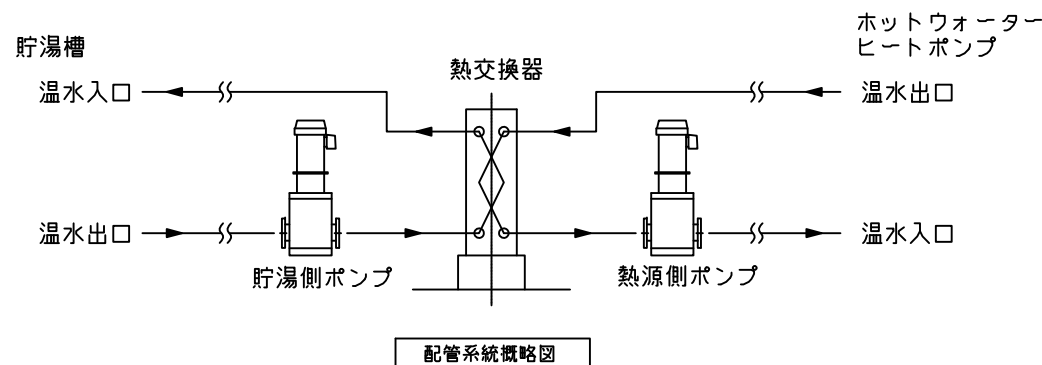 貯湯槽
ホットウォーター
ヒートポンプ
熱交換器
温水入口
温水出口
温水出口
温水入口
貯湯側ポンプ
熱源側ポンプ
配管系統概略図